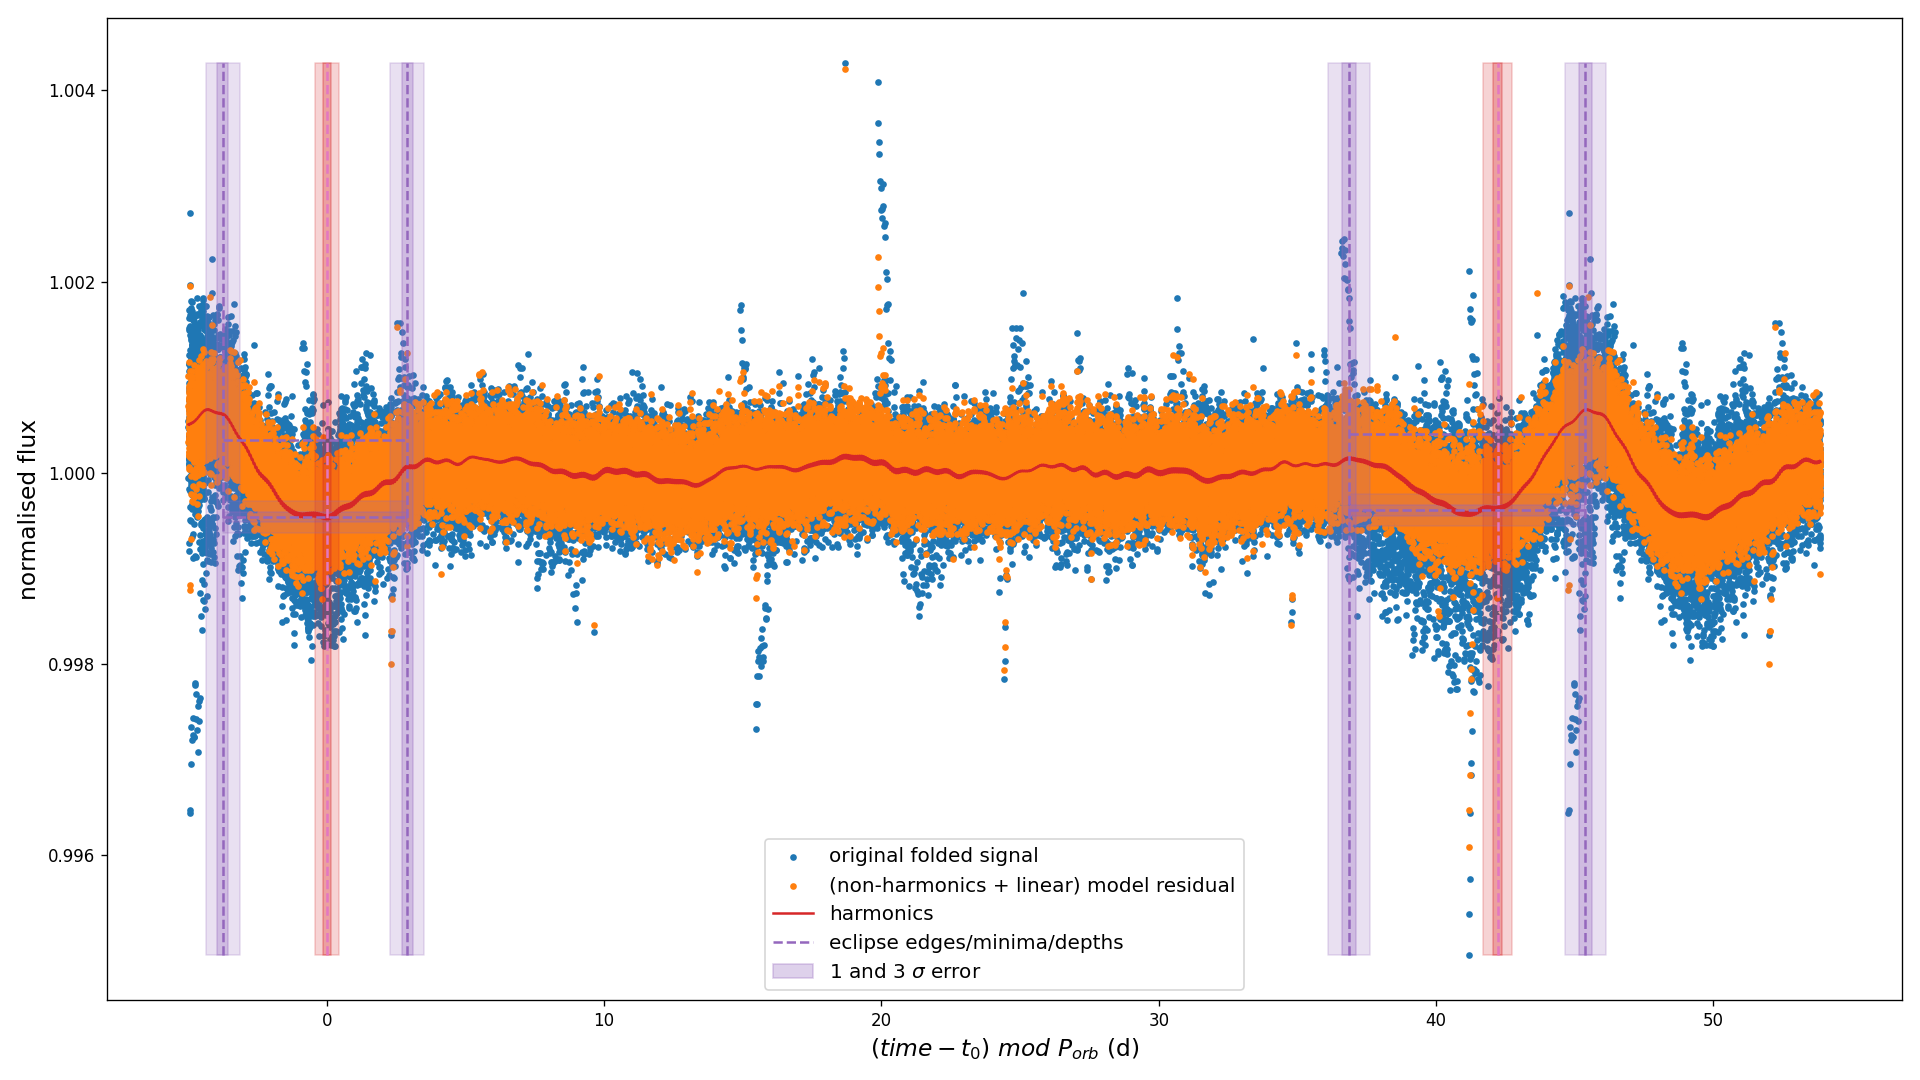 1.004
1.002
1.000
0.998
0.996
normalised flux
original folded signal
(non-harmonics + linear) model residual
harmonics
eclipse edges/minima/depths
1 and 3 σ error
0 10 20 30 40 50
(time − t₀) mod P_orb (d)